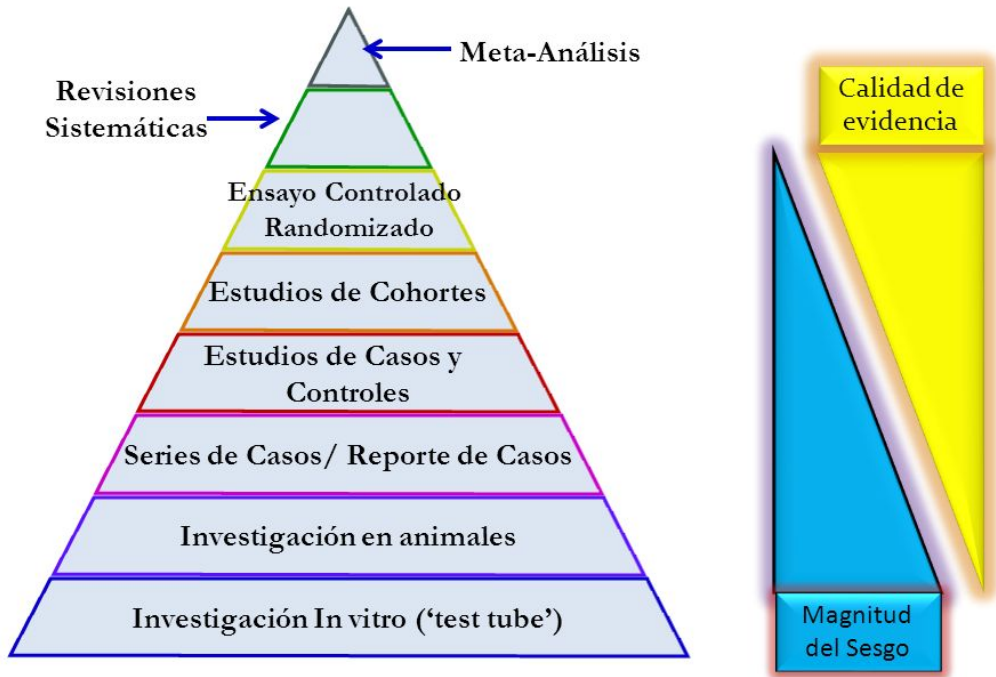 Meta-Análisis
Revisiones
Sistemáticas
Ensayo Controlado
Randomizado
Estudios de Cohortes
Estudios de Casos y
Controles
Series de Casos/ Reporte de Casos
Investigación en animales
Investigación In vitro (‘test tube’)
Calidad de
evidencia
Magnitud
del Sesgo